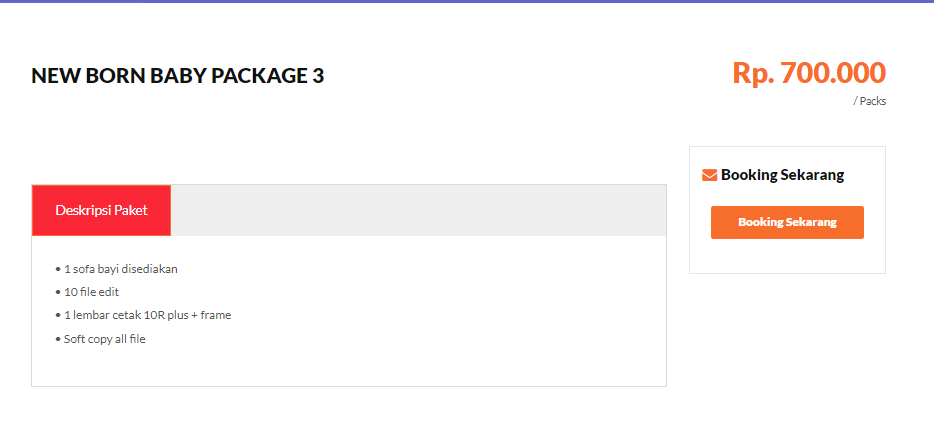 NEW BORN BABY PACKAGE 3
Rp. 700.000
/ Packs
Booking Sekarang
Booking Sekarang
Deskripsi Paket
• 1 sofa bayi disediakan
• 10 file edit
• 1 lembar cetak 10R plus + frame
• Soft copy all file